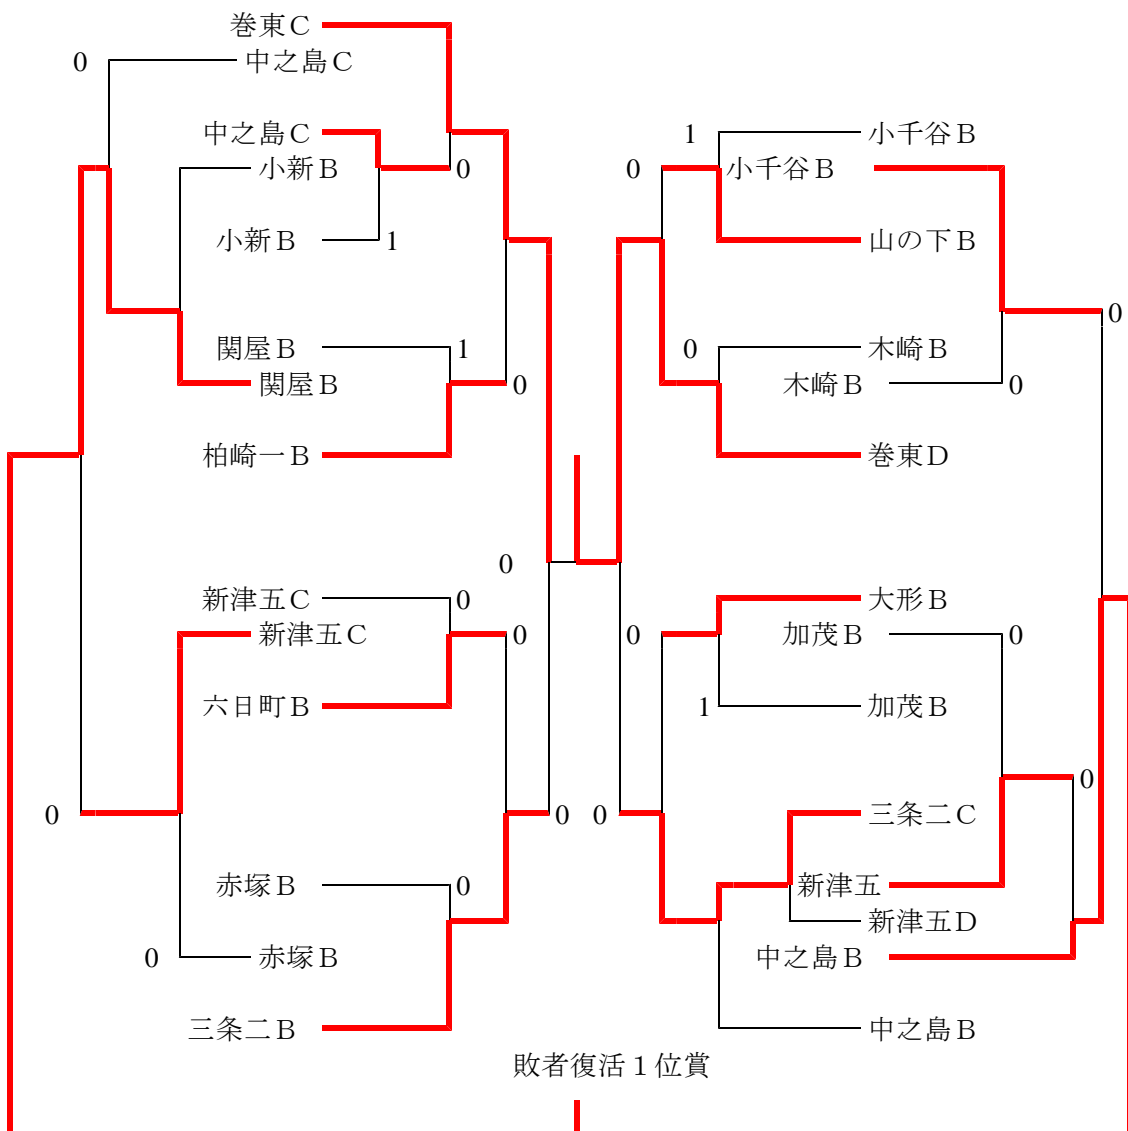 巻東Ｃ
0 中之島Ｃ
中之島Ｃ 1 小千谷Ｂ
小新Ｂ 0 0 小千谷Ｂ
小新Ｂ 1 山の下Ｂ
0
関屋Ｂ 1 0 木崎Ｂ
関屋Ｂ 0 木崎Ｂ 0
柏崎一Ｂ 巻東Ｄ
0
新津五Ｃ 0 大形Ｂ
新津五Ｃ 0 0 加茂Ｂ 0
六日町Ｂ 1 加茂Ｂ
0
0 0 0 三条二Ｃ
赤塚Ｂ 0 新津五
新津五Ｄ
0 赤塚Ｂ 中之島Ｂ
三条二Ｂ 中之島Ｂ
敗者復活１位賞